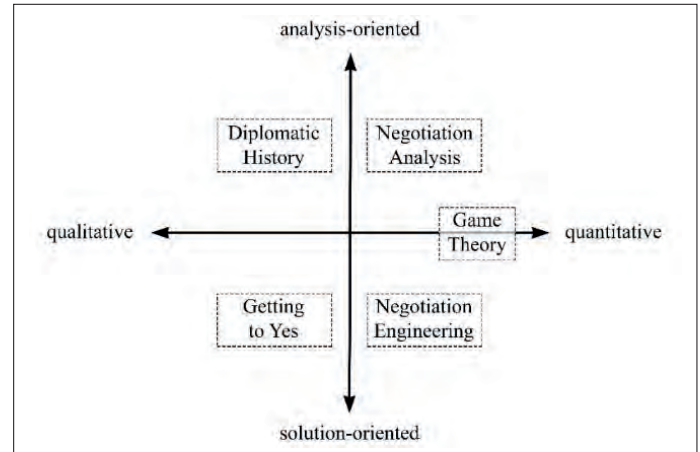 analysis-oriented
Diplomatic
History
Negotiation
Analysis
qualitative
Game
Theory
quantitative
Getting
to Yes
Negotiation
Engineering
solution-oriented